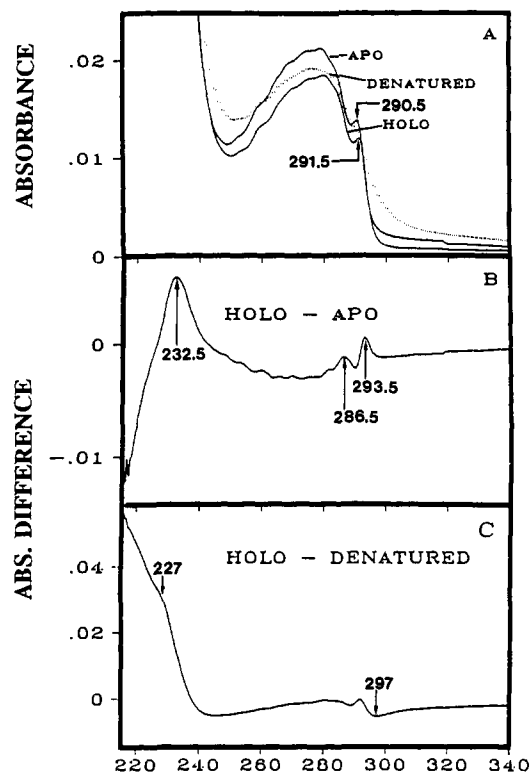 ABSORBANCE
A
.02
.01
0
APO
DENATURED
290.5
HOLO
291.5
B
HOLO — APO
0
−.01
232.5
293.5
286.5
ABS. DIFFERENCE
C
HOLO — DENATURED
227
.04
.02
0
297
220 240 260 280 300 320 340